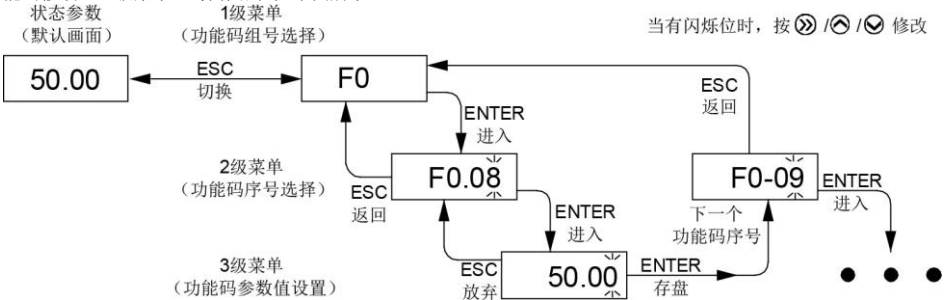 状态参数
（默认画面）
1级菜单
（功能码组号选择）
当有闪烁位时，按 / / 修改
50.00
ESC
切换
F0
ESC
返回
ENTER
进入
2级菜单
（功能码序号选择）
F0.08
F0-09
ENTER
进入
ESC
返回
ENTER
进入
下一个
功能码序号
3级菜单
（功能码参数值设置）
ESC
放弃
50.00
ENTER
存盘